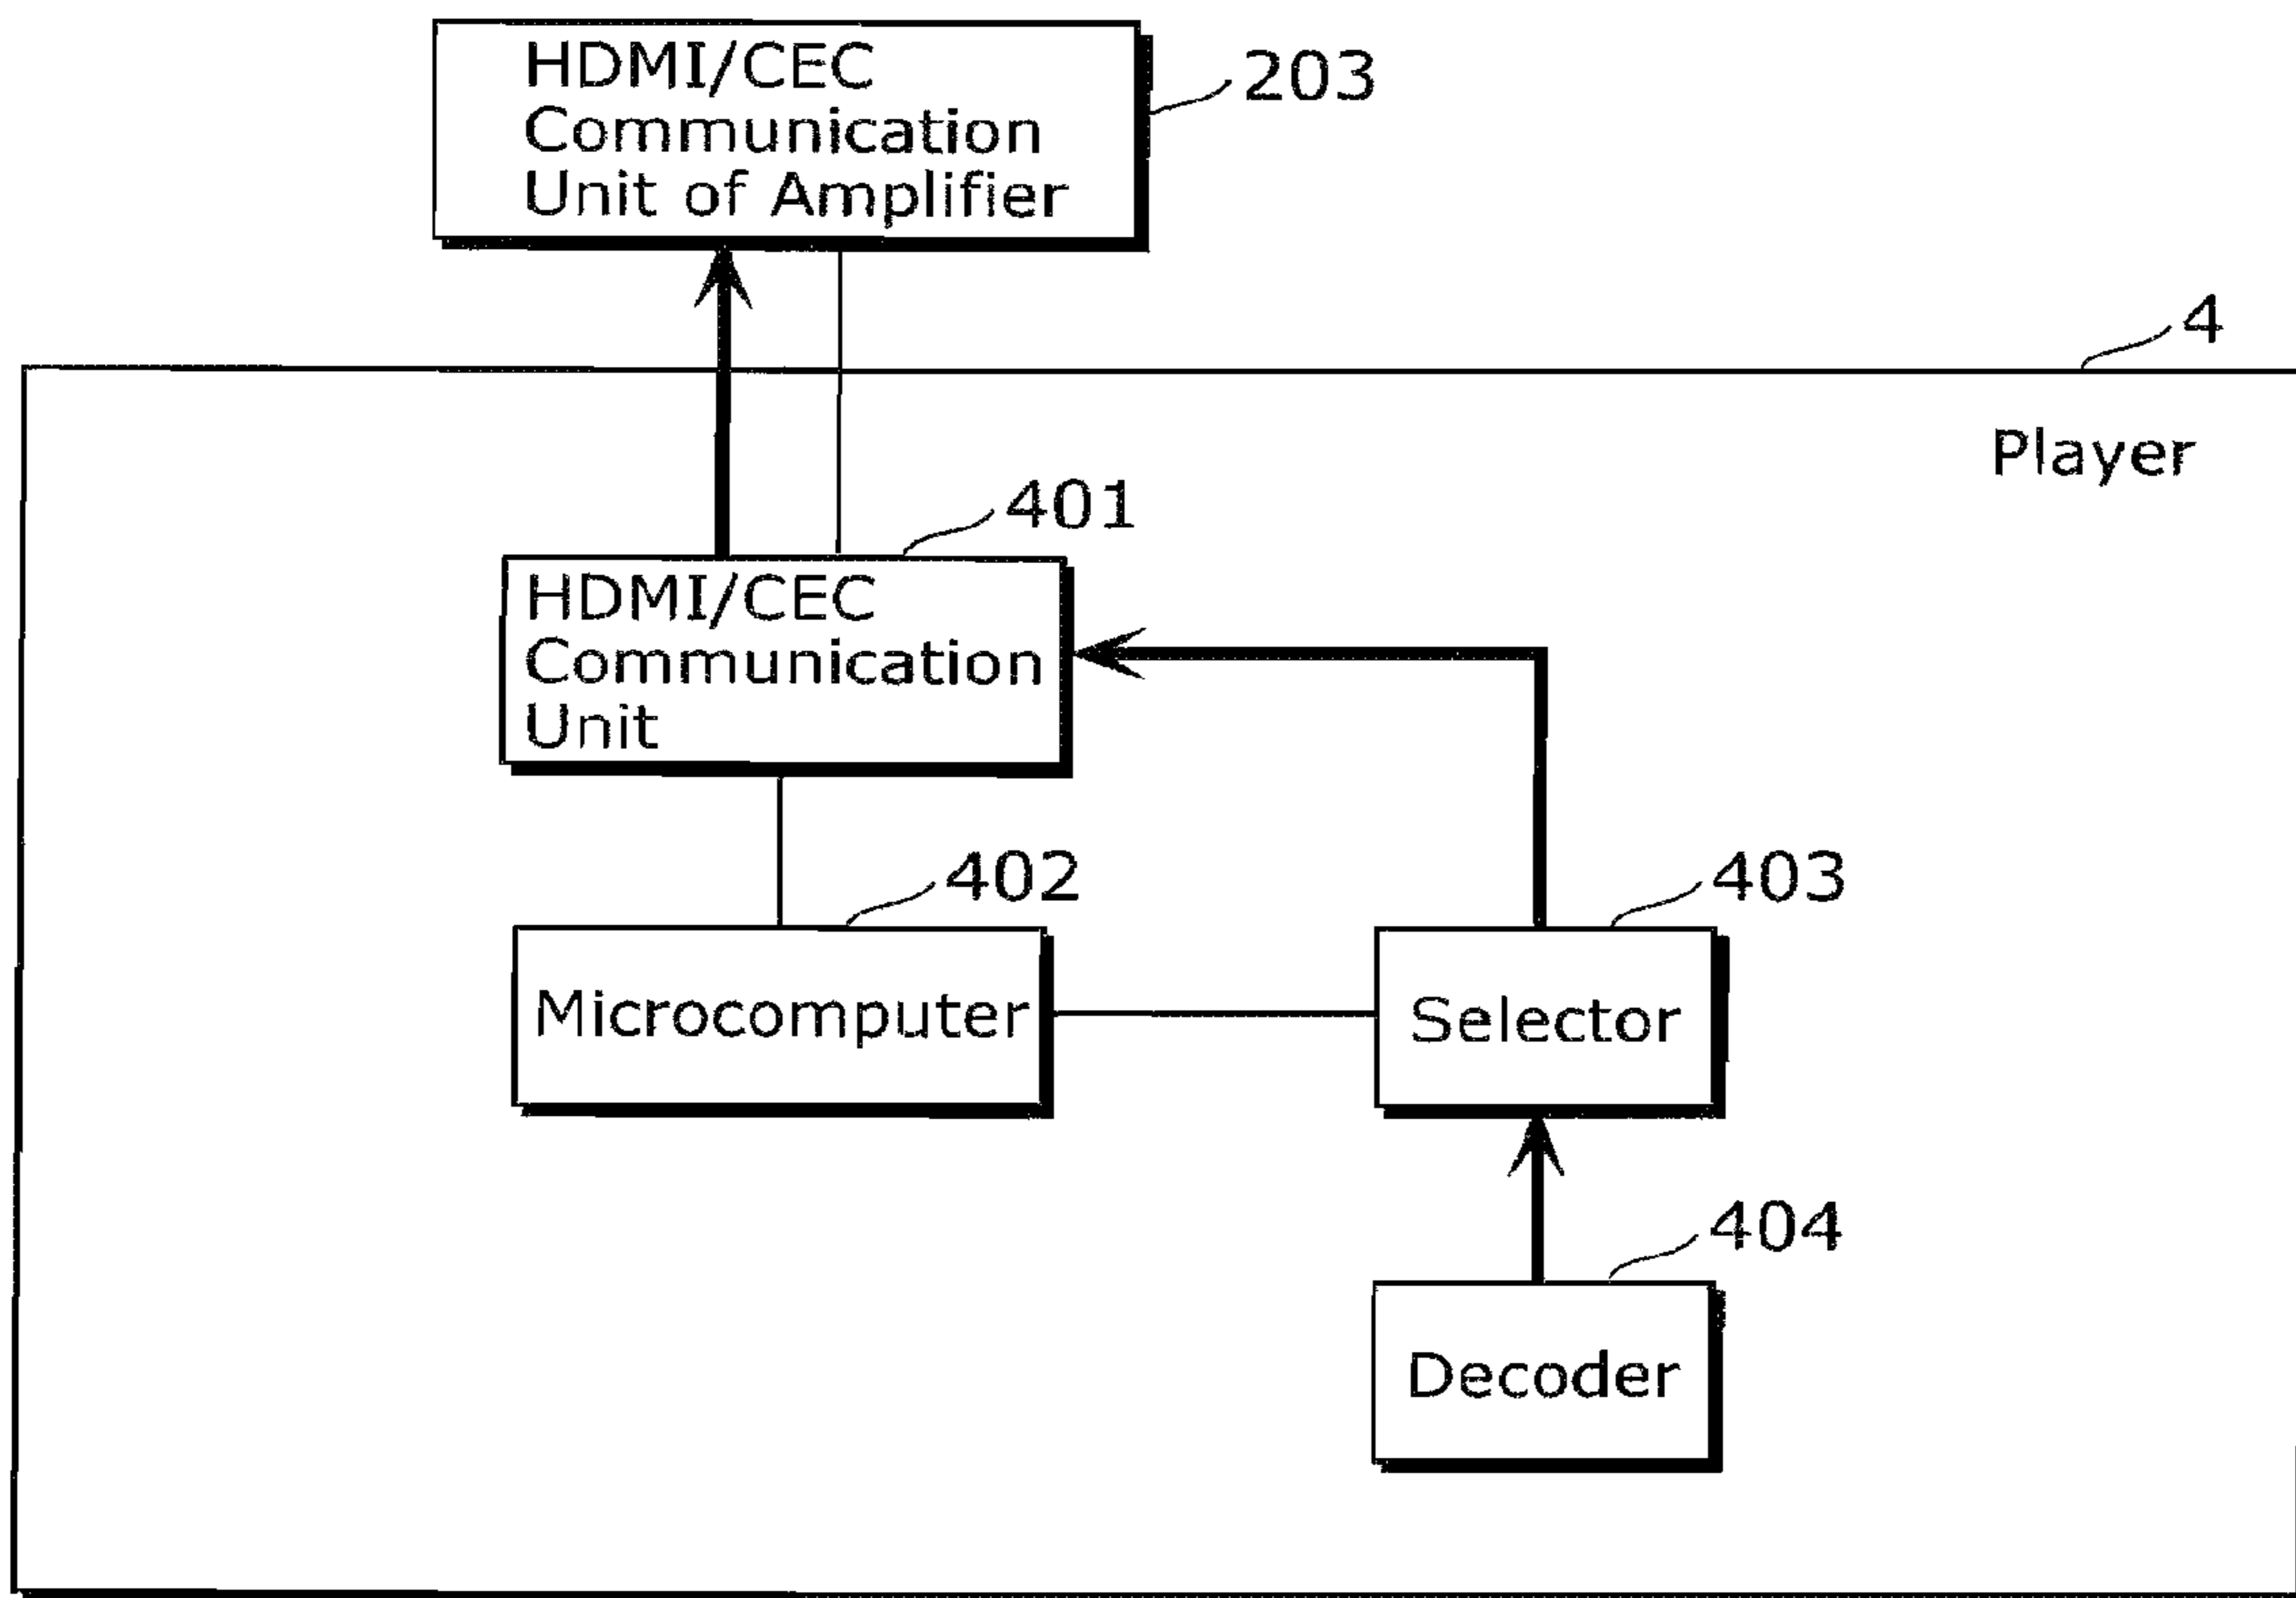 HDMI/CEC
Communication
Unit of Amplifier
203
4
Player
401
HDMI/CEC
Communication
Unit
402
403
Microcomputer
Selector
404
Decoder